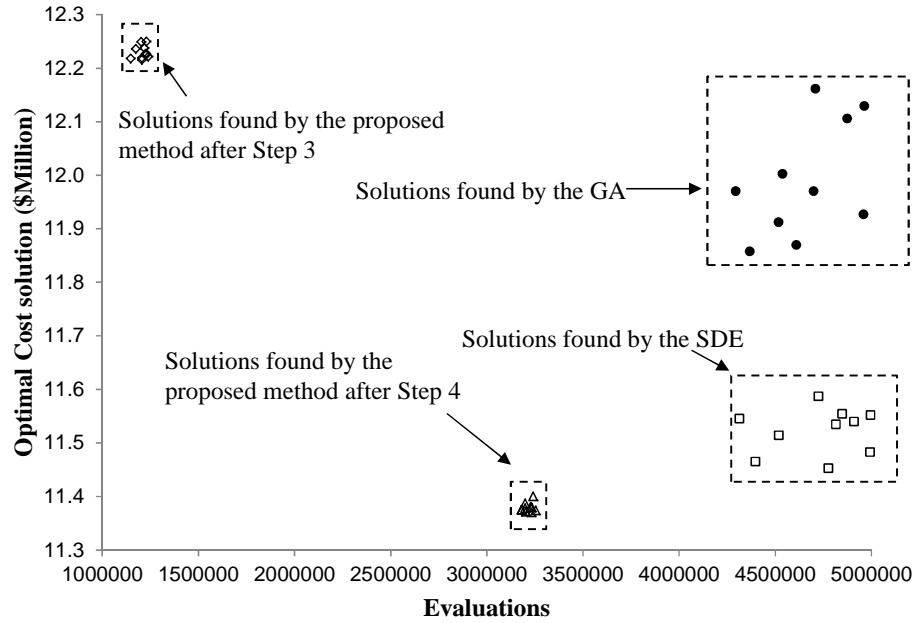 12.3
12.2
12.1
12.0
11.9
11.8
11.7
11.6
11.5
11.4
11.3
Optimal Cost solution ($Million)
Solutions found by the proposed
method after Step 3
Solutions found by the GA
Solutions found by the SDE
Solutions found by the
proposed method after Step 4
1000000 1500000 2000000 2500000 3000000 3500000 4000000 4500000 5000000
Evaluations